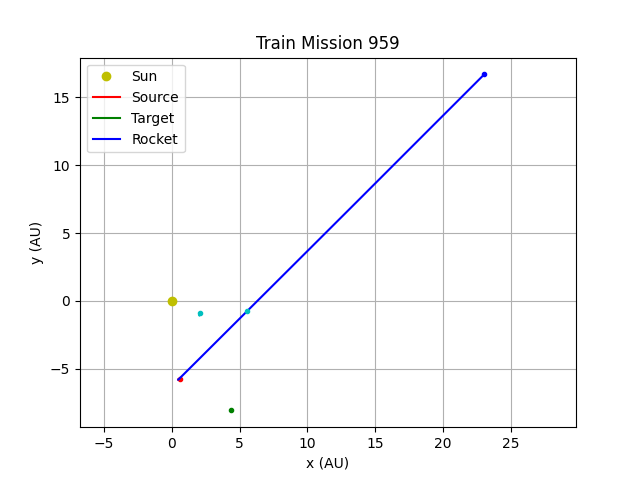 Train Mission 959
Sun
Source
Target
Rocket
15
10
5
0
−5
y (AU)
−5
0
5
10
15
20
25
x (AU)